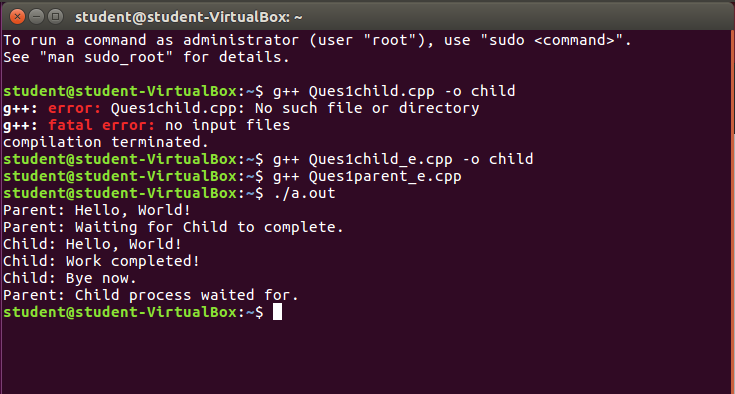 student@student-VirtualBox: ~
To run a command as administrator (user "root"), use "sudo <command>".
See "man sudo_root" for details.
student@student-VirtualBox:~$ g++ Ques1child.cpp -o child
g++: error: Ques1child.cpp: No such file or directory
g++: fatal error: no input files
compilation terminated.
student@student-VirtualBox:~$ g++ Ques1child_e.cpp -o child
student@student-VirtualBox:~$ g++ Ques1parent_e.cpp
student@student-VirtualBox:~$ ./a.out
Parent: Hello, World!
Parent: Waiting for Child to complete.
Child: Hello, World!
Child: Work completed!
Child: Bye now.
Parent: Child process waited for.
student@student-VirtualBox:~$